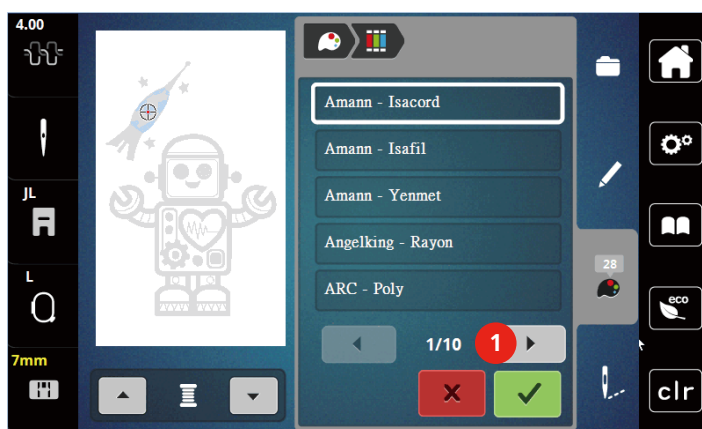 4.00
JL
L
7mm
Amann - Isacord
Amann - Isafil
Amann - Yenmet
Angelking - Rayon
ARC - Poly
1/10
1
28
eco
clr